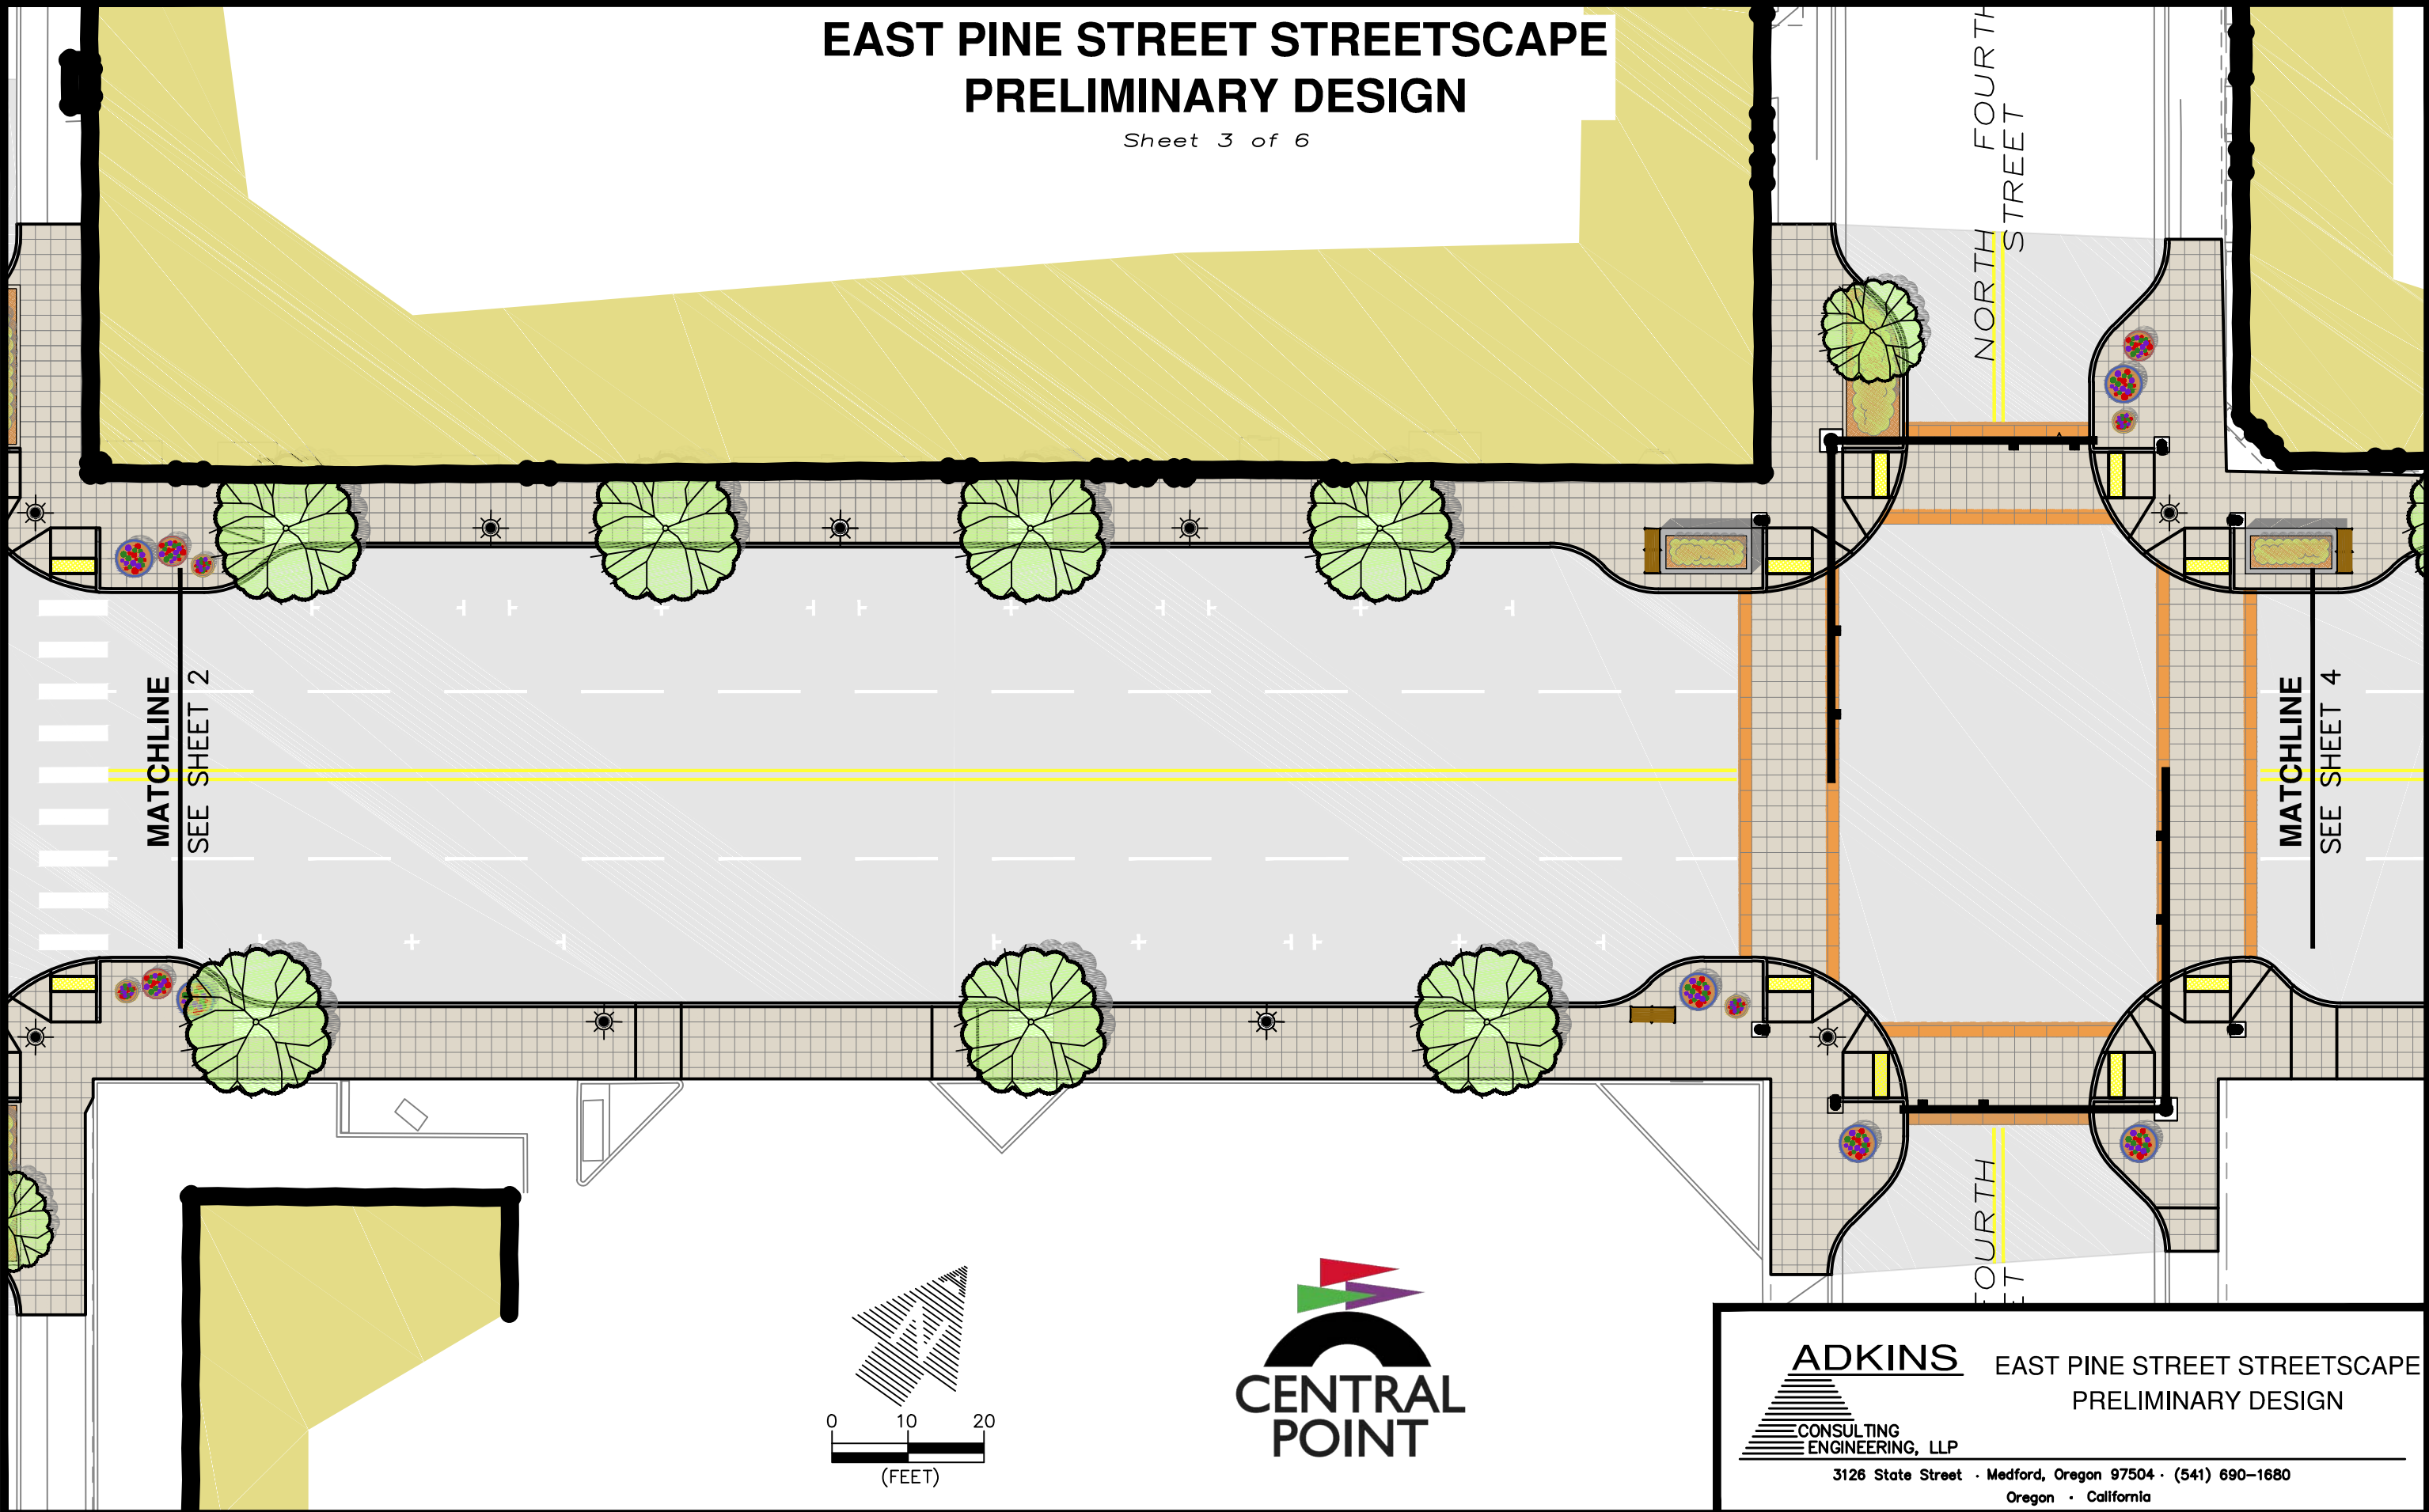 EAST PINE STREET STREETSCAPE
PRELIMINARY DESIGN
Sheet 3 of 6
NORTH FOURTH
STREET
MATCHLINE
SEE SHEET 2
MATCHLINE
SEE SHEET 4
OURTH
ET
0 10 20
(FEET)
CENTRAL
POINT
ADKINS
CONSULTING
ENGINEERING, LLP
EAST PINE STREET STREETSCAPE
PRELIMINARY DESIGN
3126 State Street · Medford, Oregon 97504 · (541) 690-1680
Oregon · California